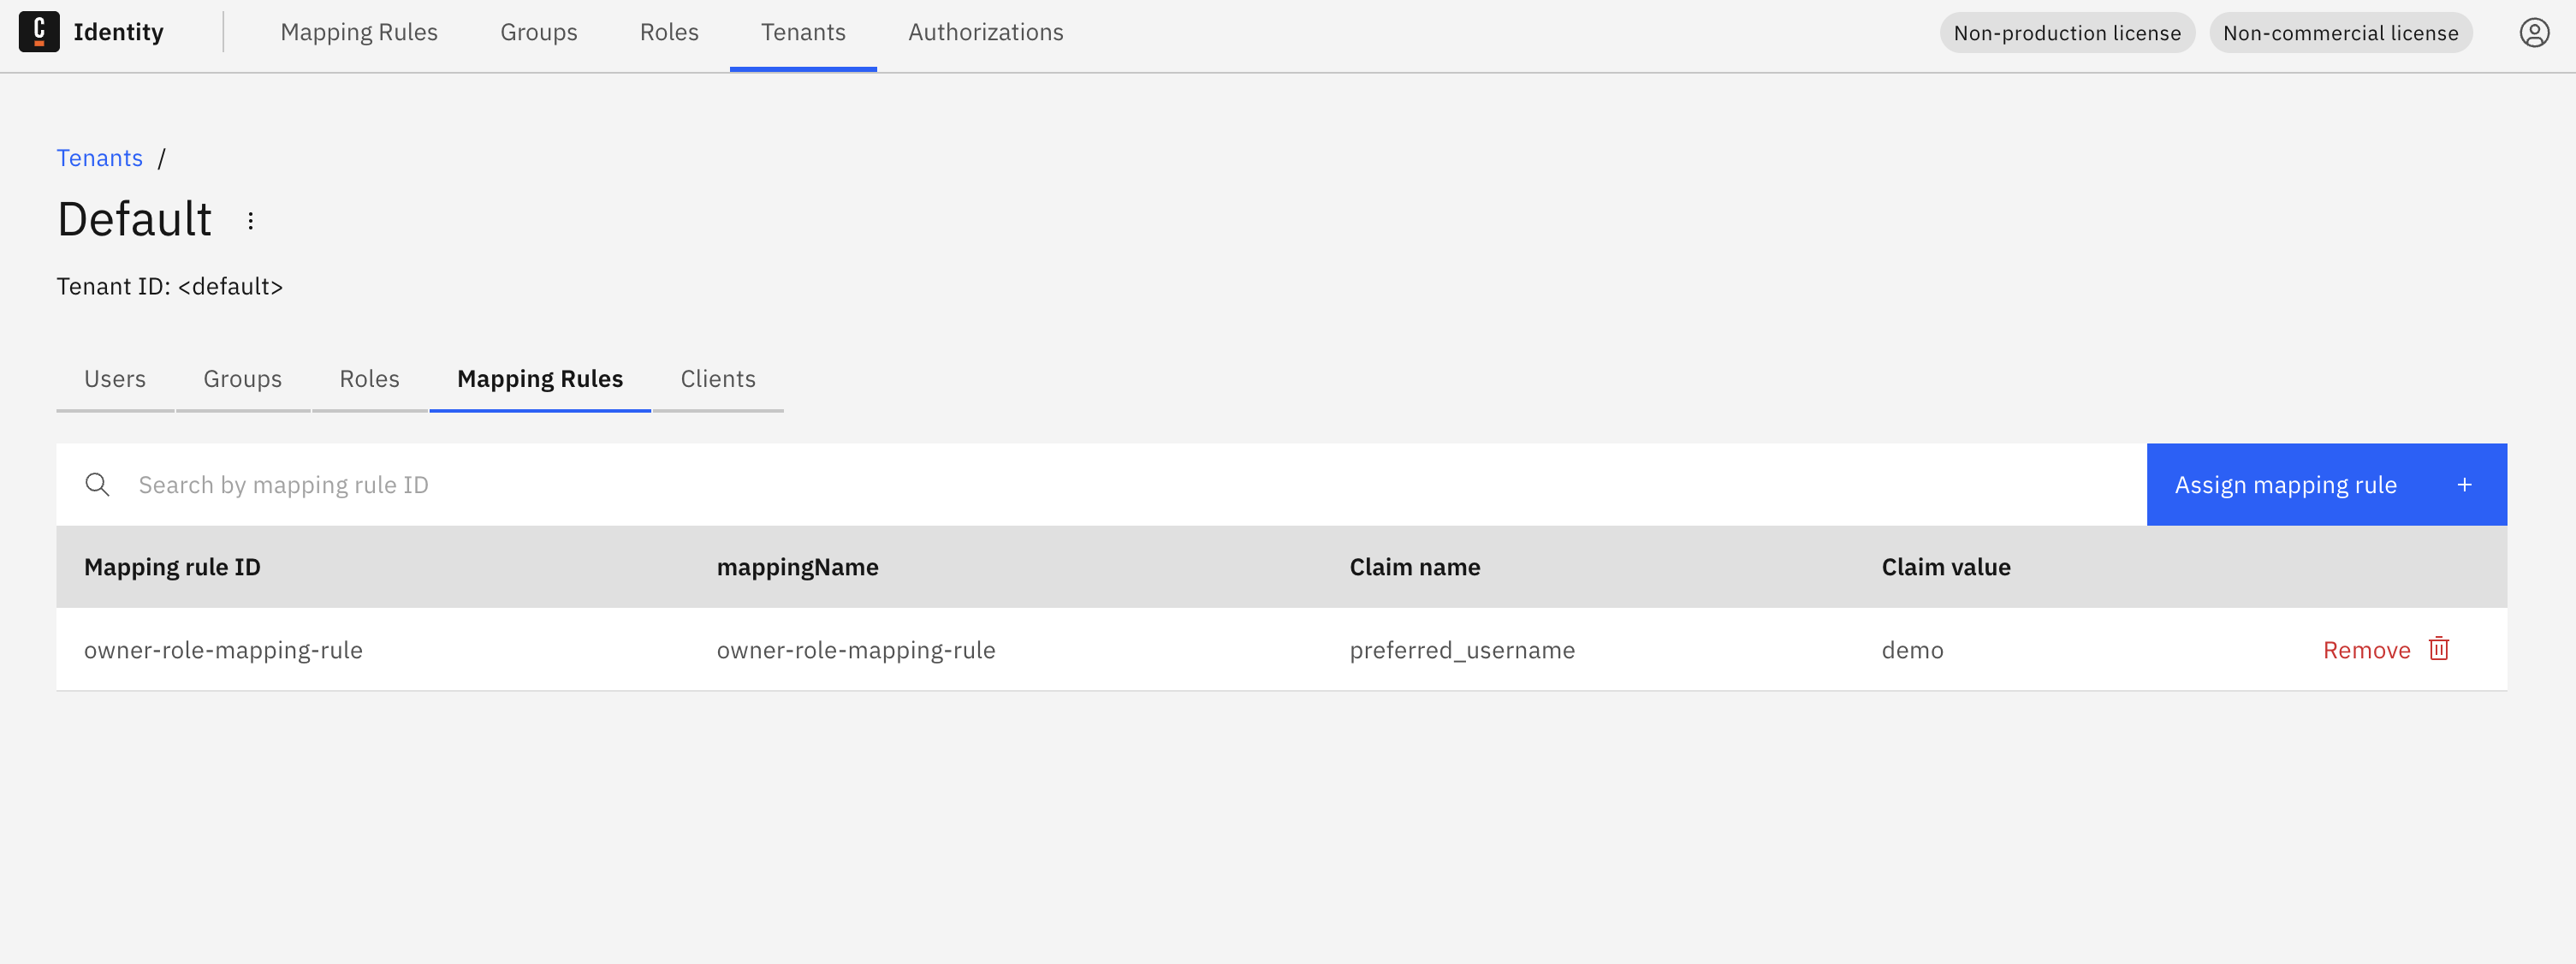 C Identity Mapping Rules Groups Roles Tenants Authorizations Non-production license Non-commercial license
Tenants /
Default
Tenant ID: <default>
Users Groups Roles Mapping Rules Clients
Search by mapping rule ID Assign mapping rule +
Mapping rule ID mappingName Claim name Claim value
owner-role-mapping-rule owner-role-mapping-rule preferred_username demo Remove